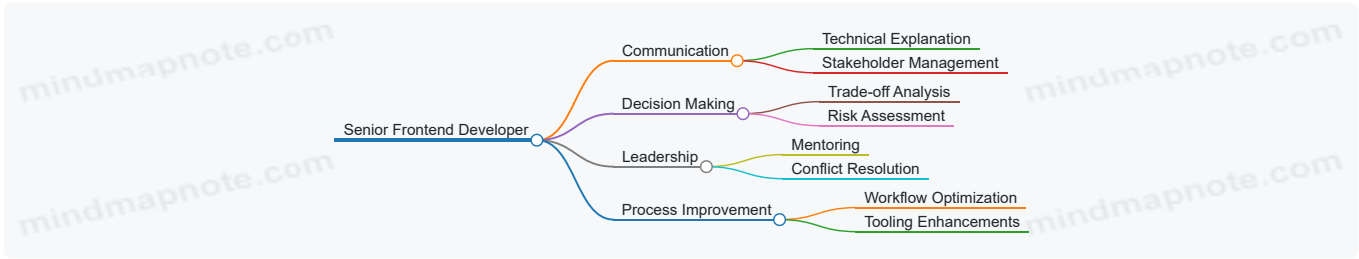 mindmapnote.com
mindmapnote.com
Senior Frontend Developer
Communication
Technical Explanation
Stakeholder Management
Decision Making
Trade-off Analysis
Risk Assessment
Leadership
Mentoring
Conflict Resolution
Process Improvement
Workflow Optimization
Tooling Enhancements
mindmapnote.com
mindmapnote.com